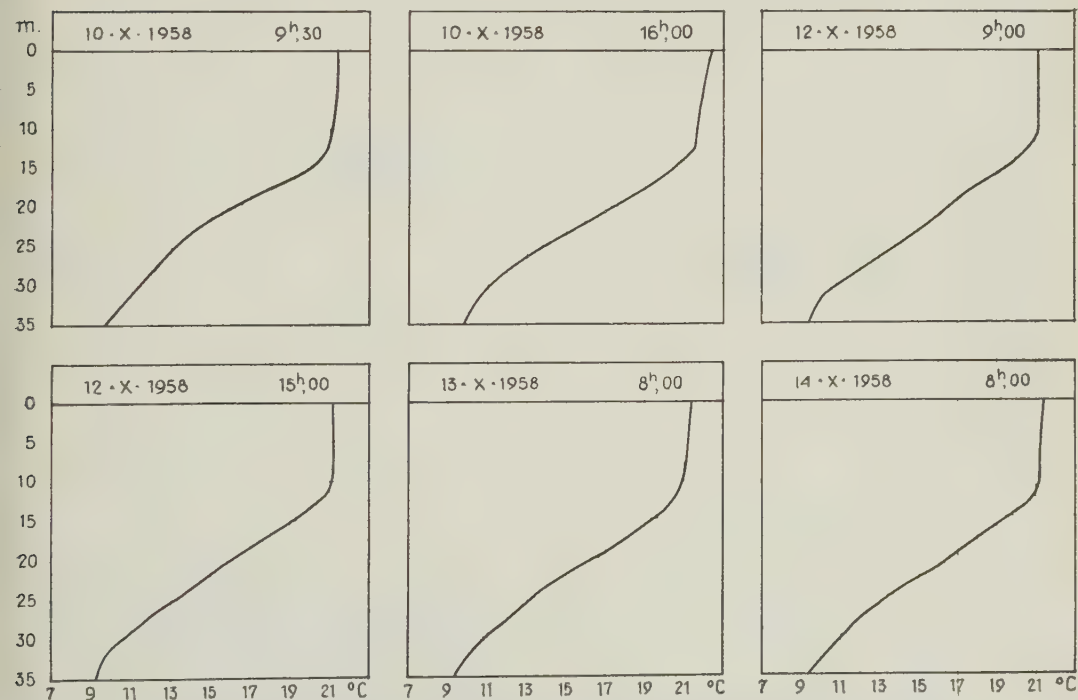 m.
10 · X · 1958 9ʰ,30
10 · X · 1958 16ʰ,00
12 · X · 1958 9ʰ,00
0
5
10
15
20
25
30
35
12 · X · 1958 15ʰ,00
13 · X · 1958 8ʰ,00
14 · X · 1958 8ʰ,00
0
5
10
15
20
25
30
35
7 9 11 13 15 17 19 21 °C
7 9 11 13 15 17 19 21 °C
7 9 11 13 15 17 19 21 °C